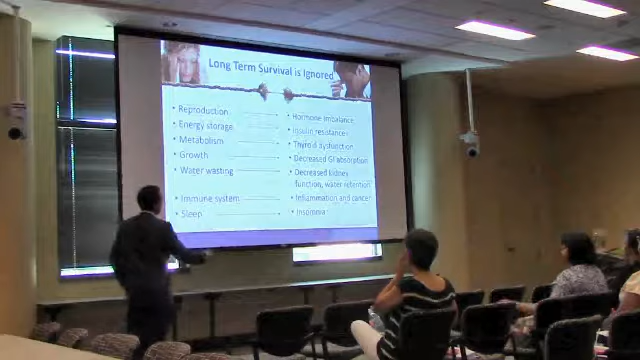 Long Term Survival is Ignored
• Reproduction
• Energy storage
• Metabolism
• Growth
• Water wasting
• Immune system
• Sleep
• Hormone imbalance
• Insulin resistance
• Thyroid dysfunction
• Decreased GI absorption
• Decreased kidney
function, water retention
• Inflammation and cancer
• Insomnia